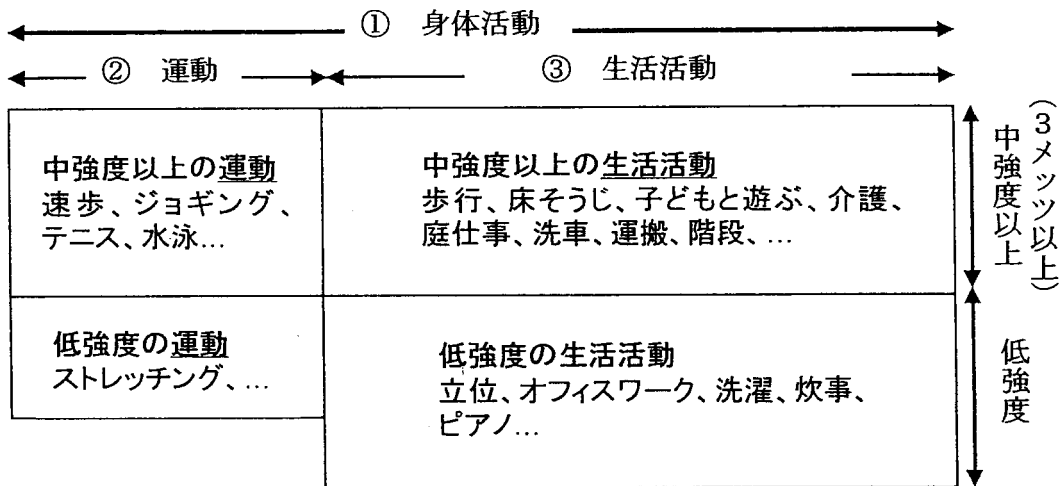 ① 身体活動
② 運動
③ 生活活動
中強度以上の運動
速歩、ジョギング、
テニス、水泳…
中強度以上の生活活動
歩行、床そうじ、子どもと遊ぶ、介護、
庭仕事、洗車、運搬、階段、…
(3メッツ以上)
中強度以上
低強度の運動
ストレッチング、…
低強度の生活活動
立位、オフィスワーク、洗濯、炊事、
ピアノ…
低強度